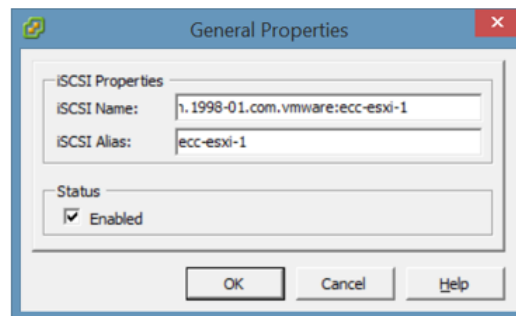 General Properties
iSCSI Properties
iSCSI Name: n.1998-01.com.vmware:ecc-esxi-1
iSCSI Alias: ecc-esxi-1
Status
Enabled
OK Cancel Help